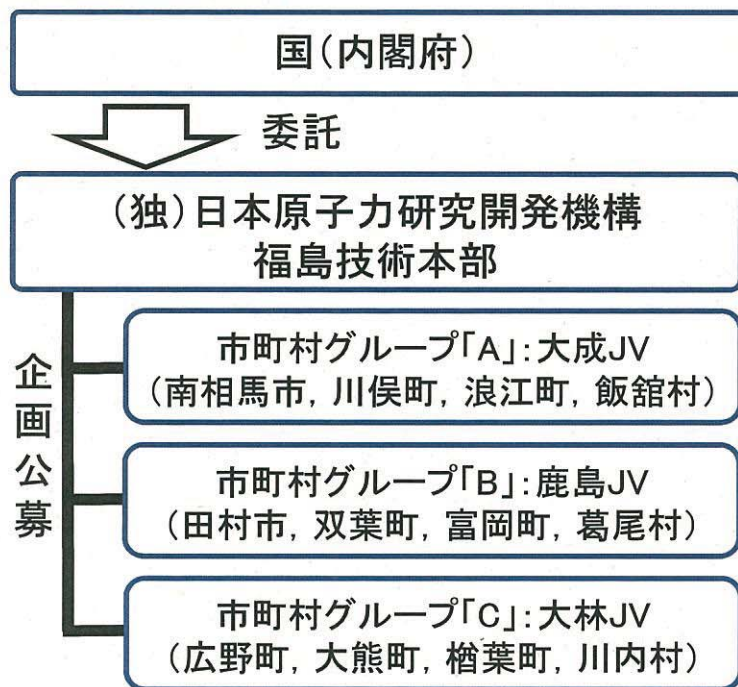 国(内閣府)
委託
(独)日本原子力研究開発機構
福島技術本部
企画公募
市町村グループ「A」:大成JV
(南相馬市, 川俣町, 浪江町, 飯舘村)
市町村グループ「B」:鹿島JV
(田村市, 双葉町, 富岡町, 葛尾村)
市町村グループ「C」:大林JV
(広野町, 大熊町, 楢葉町, 川内村)